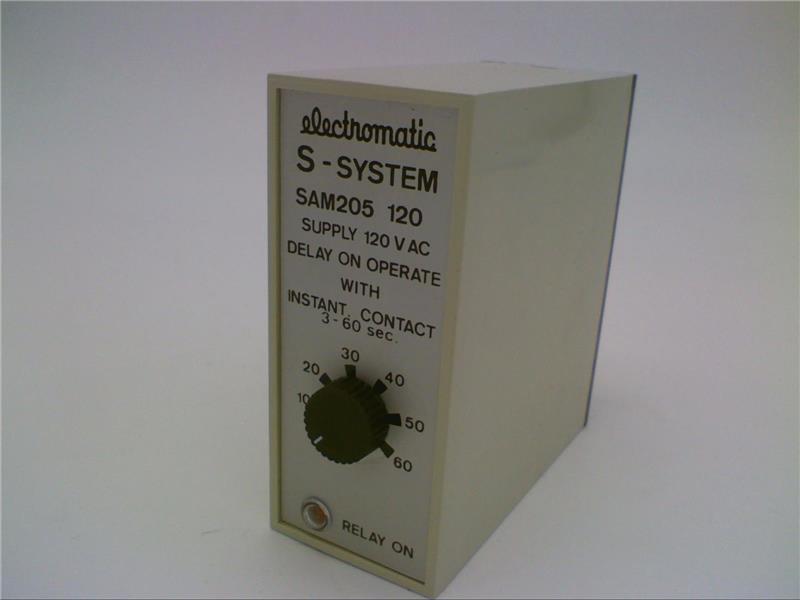 electromatic
S-SYSTEM
SAM205 120
SUPPLY 120 V AC
DELAY ON OPERATE
WITH
INSTANT. CONTACT
3-60 sec.
30
20 40
10 50
60
RELAY ON